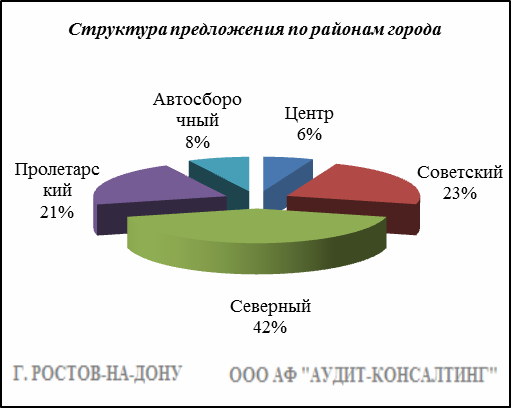 Структура предложения по районам города
Автосборо
чный
8%
Центр
6%
Пролетарс
кий
21%
Советский
23%
Северный
42%
Г. РОСТОВ-НА-ДОНУ ООО АФ "АУДИТ-КОНСАЛТИНГ"